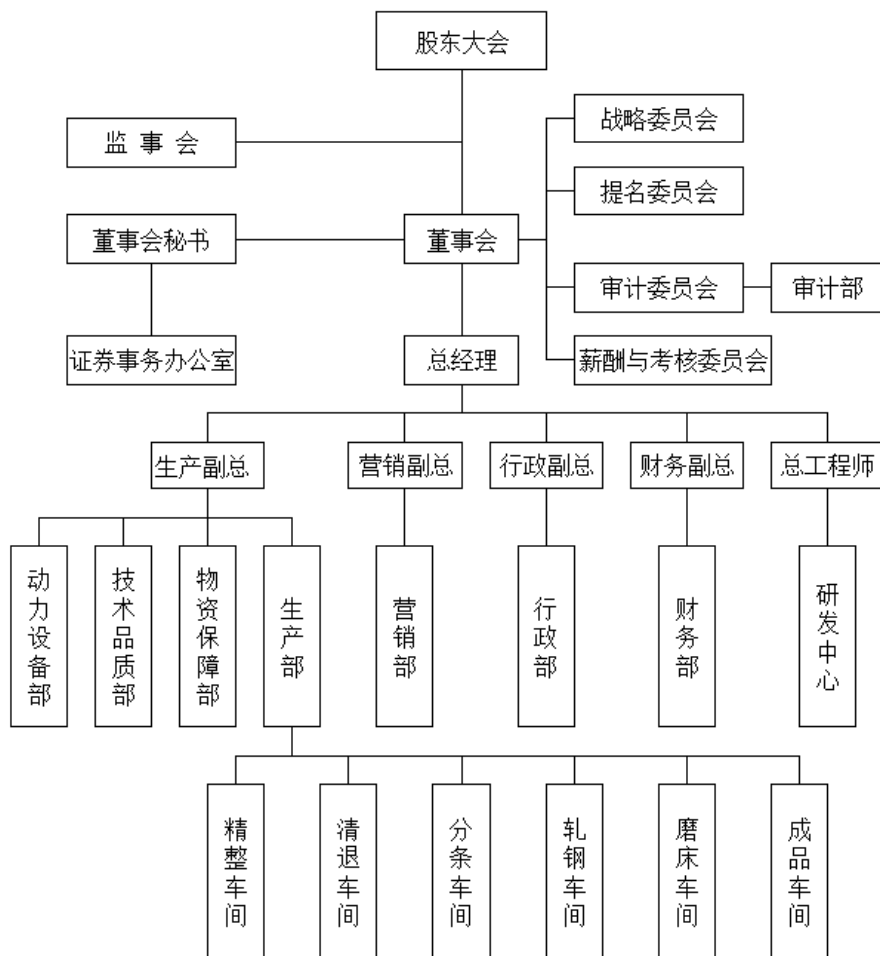 股东大会
战略委员会
监 事 会
提名委员会
董事会秘书
董事会
审计委员会
审计部
证券事务办公室
总经理
薪酬与考核委员会
生产副总
营销副总
行政副总
财务副总
总工程师
动力设备部
技术品质部
物资保障部
生产部
营销部
行政部
财务部
研发中心
精整车间
清退车间
分条车间
轧钢车间
磨床车间
成品车间